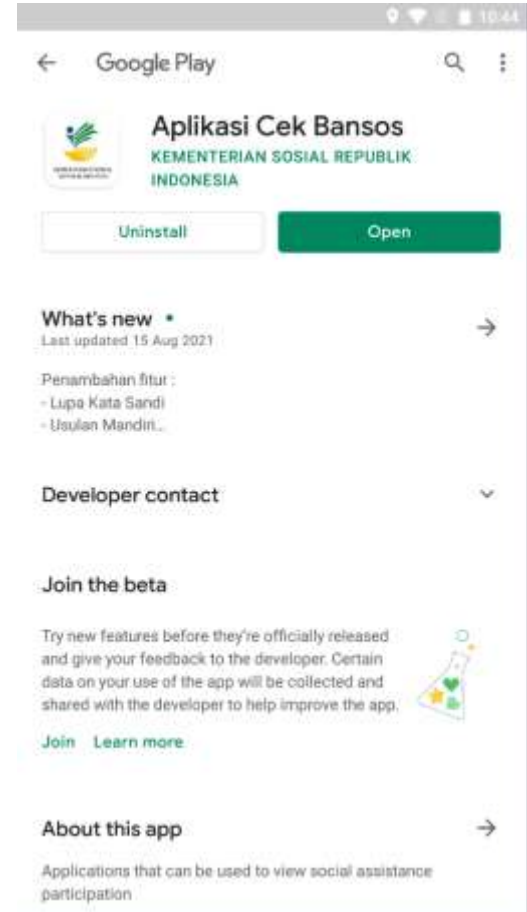 10:44
Google Play
Aplikasi Cek Bansos
KEMENTERIAN SOSIAL REPUBLIK
INDONESIA
Uninstall
Open
What's new
Last updated 15 Aug 2021
Penambahan fitur :
- Lupa Kata Sandi
- Usulan Mandiri...
Developer contact
Join the beta
Try new features before they're officially released
and give your feedback to the developer. Certain
data on your use of the app will be collected and
shared with the developer to help improve the app.
Join Learn more
About this app
Applications that can be used to view social assistance
participation